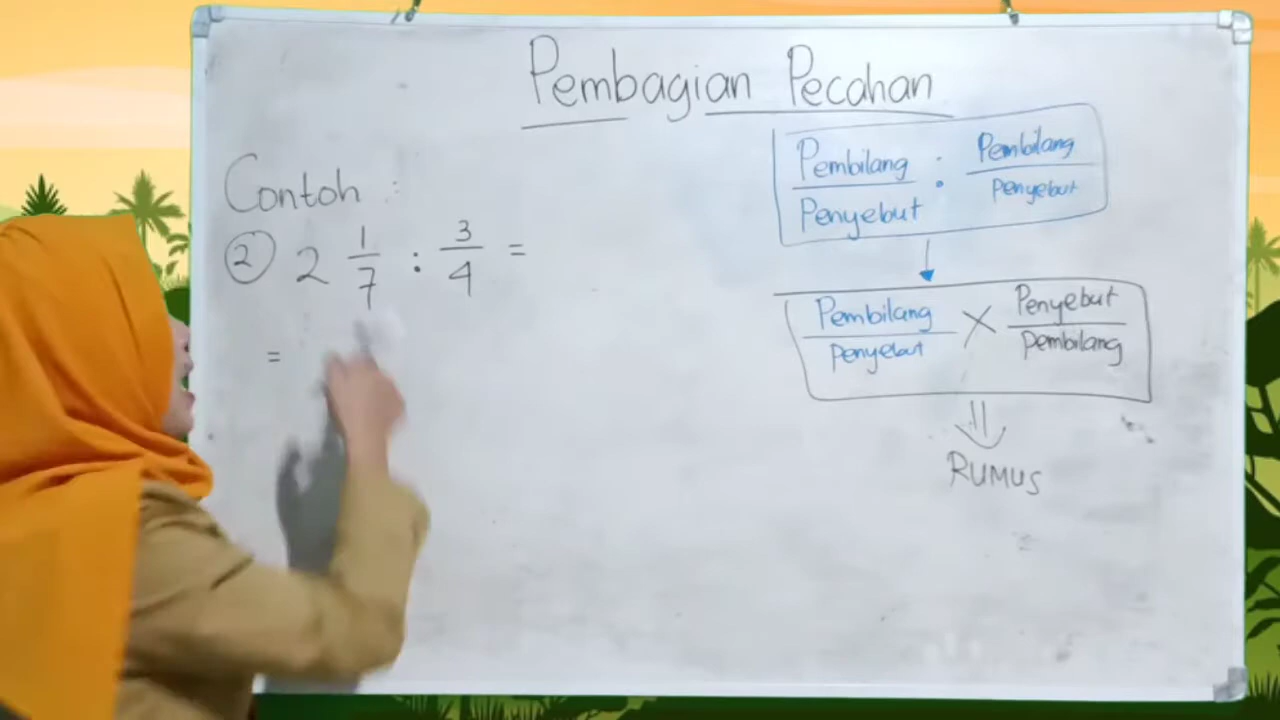 Pembagian Pecahan
Contoh :
2 2 1/7 : 3/4 =
=
Pembilang/Penyebut : Pembilang/Penyebut
Pembilang/Penyebut X Penyebut/Pembilang
RUMUS